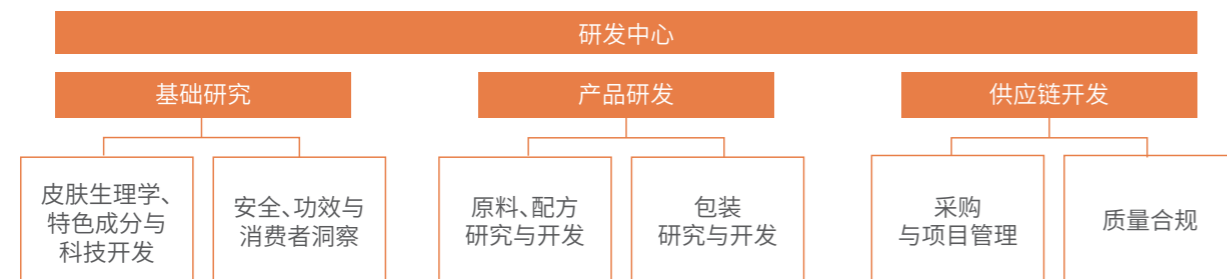 研发中心
基础研究
产品研发
供应链开发
皮肤生理学、
特色成分与
科技开发
安全、功效与
消费者洞察
原料、配方
研究与开发
包装
研究与开发
采购
与项目管理
质量合规